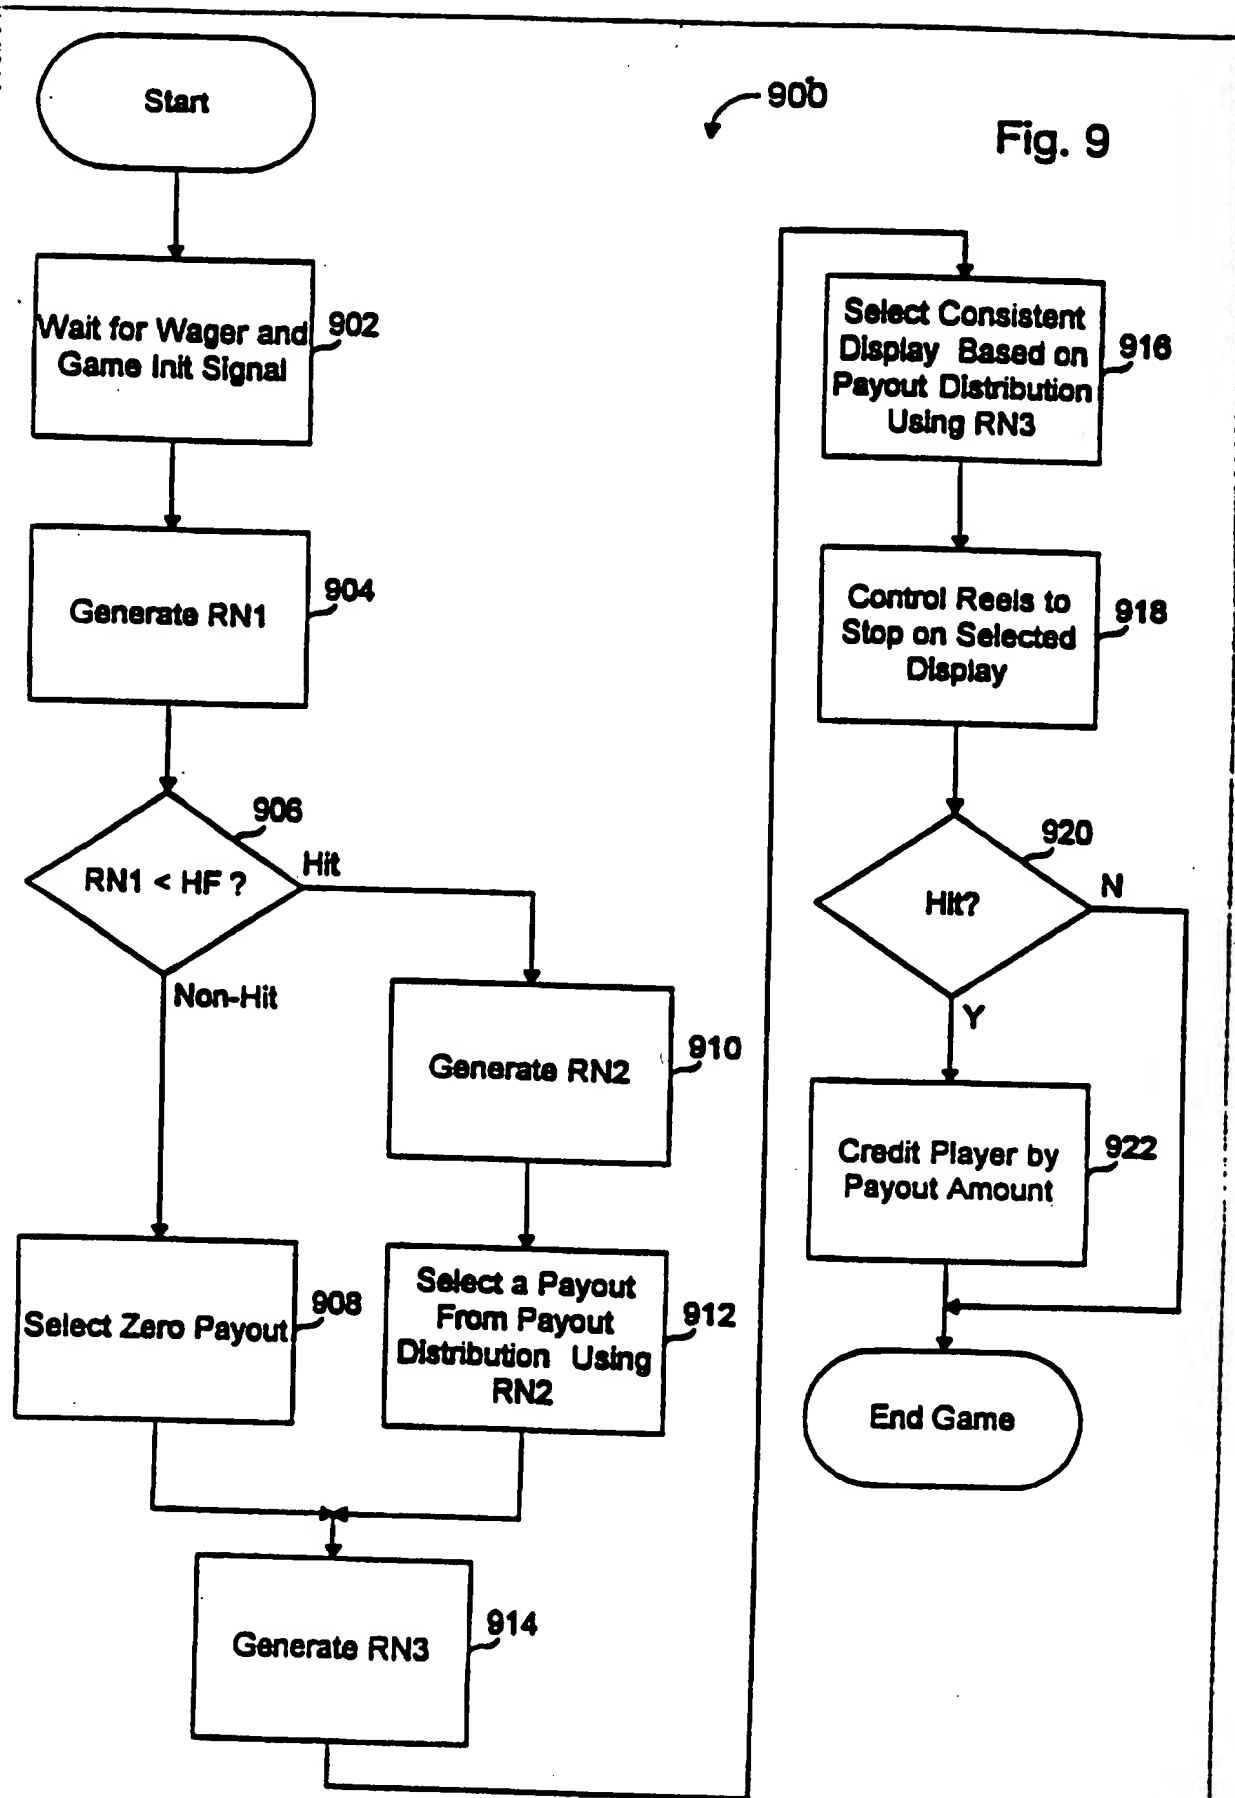 Start
900
Fig. 9
Wait for Wager and
Game Init Signal
902
Generate RN1
904
906
RN1 < HF ?
Hit
Non-Hit
Generate RN2
910
Select Zero Payout
908
Select a Payout
From Payout
Distribution Using
RN2
912
Generate RN3
914
Select Consistent
Display Based on
Payout Distribution
Using RN3
916
Control Reels to
Stop on Selected
Display
918
920
Hit?
N
Y
Credit Player by
Payout Amount
922
End Game